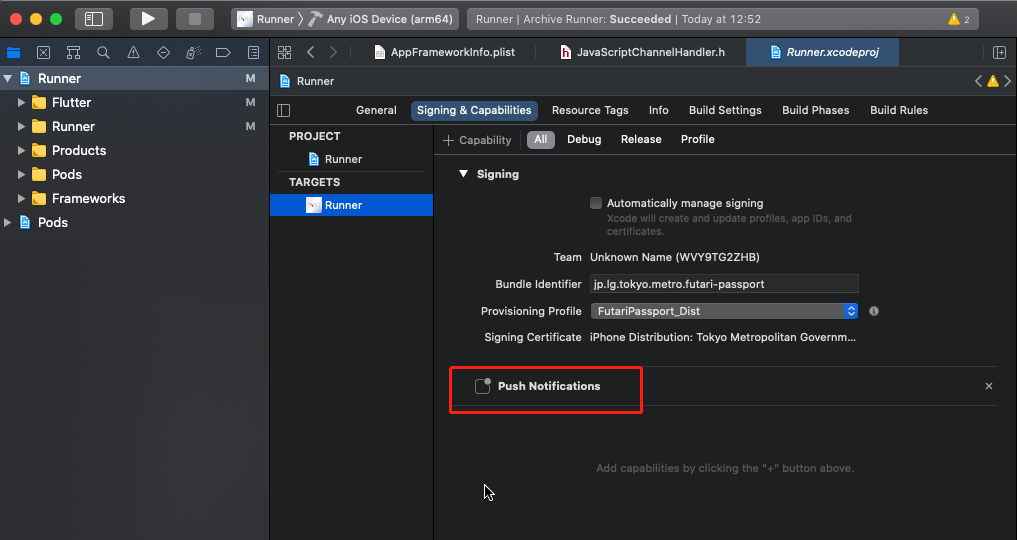 Runner
Any iOS Device (arm64)
Runner | Archive Runner: Succeeded | Today at 12:52
2
AppFrameworkInfo.plist
JavaScriptChannelHandler.h
Runner.xcodeproj
Runner M
Flutter M
Runner M
Products
Pods
Frameworks
Pods
Runner
General
Signing & Capabilities
Resource Tags
Info
Build Settings
Build Phases
Build Rules
PROJECT
Runner
TARGETS
Runner
+ Capability
All
Debug
Release
Profile
Signing
Automatically manage signing
Xcode will create and update profiles, app IDs, and
certificates.
Team Unknown Name (WVY9TG2ZHB)
Bundle Identifier jp.lg.tokyo.metro.futari-passport
Provisioning Profile FutariPassport_Dist
Signing Certificate iPhone Distribution: Tokyo Metropolitan Governm...
Push Notifications
Add capabilities by clicking the "+" button above.